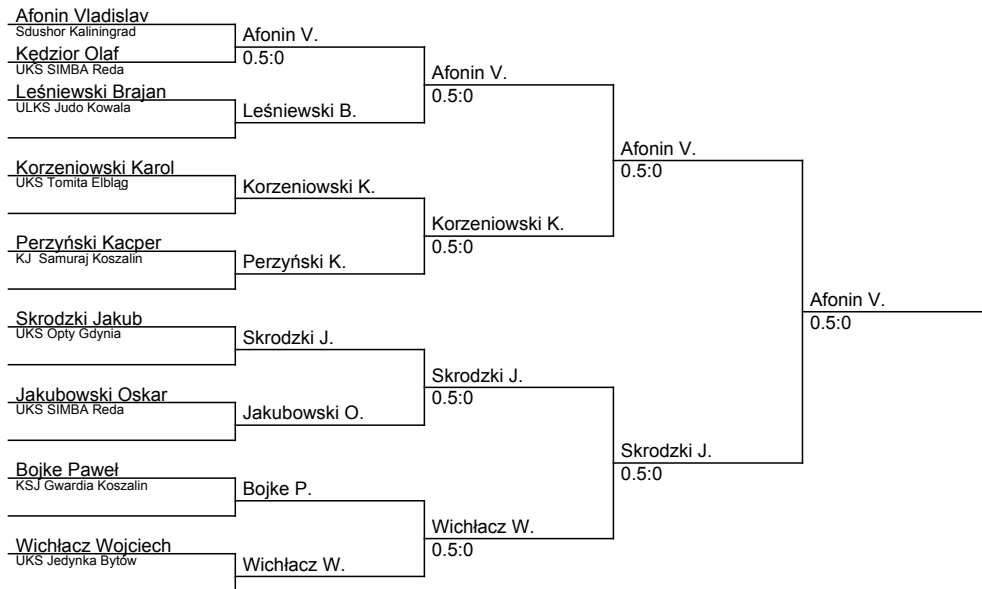 Afonin Vladislav
Sdushor Kaliningrad
Kędzior Olaf
UKS SIMBA Reda
Leśniewski Brajan
ULKS Judo Kowala
Korzeniowski Karol
UKS Tomita Elbląg
Perzyński Kacper
KJ Samuraj Koszalin
Skrodzki Jakub
UKS Opty Gdynia
Jakubowski Oskar
UKS SIMBA Reda
Bojke Paweł
KSJ Gwardia Koszalin
Wichłacz Wojciech
UKS Jedynka Bytów
Afonin V.
0.5:0
Leśniewski B.
Korzeniowski K.
Perzyński K.
Skrodzki J.
Jakubowski O.
Bojke P.
Wichłacz W.
Afonin V.
0.5:0
Korzeniowski K.
0.5:0
Skrodzki J.
0.5:0
Wichłacz W.
0.5:0
Afonin V.
0.5:0
Skrodzki J.
0.5:0
Afonin V.
0.5:0